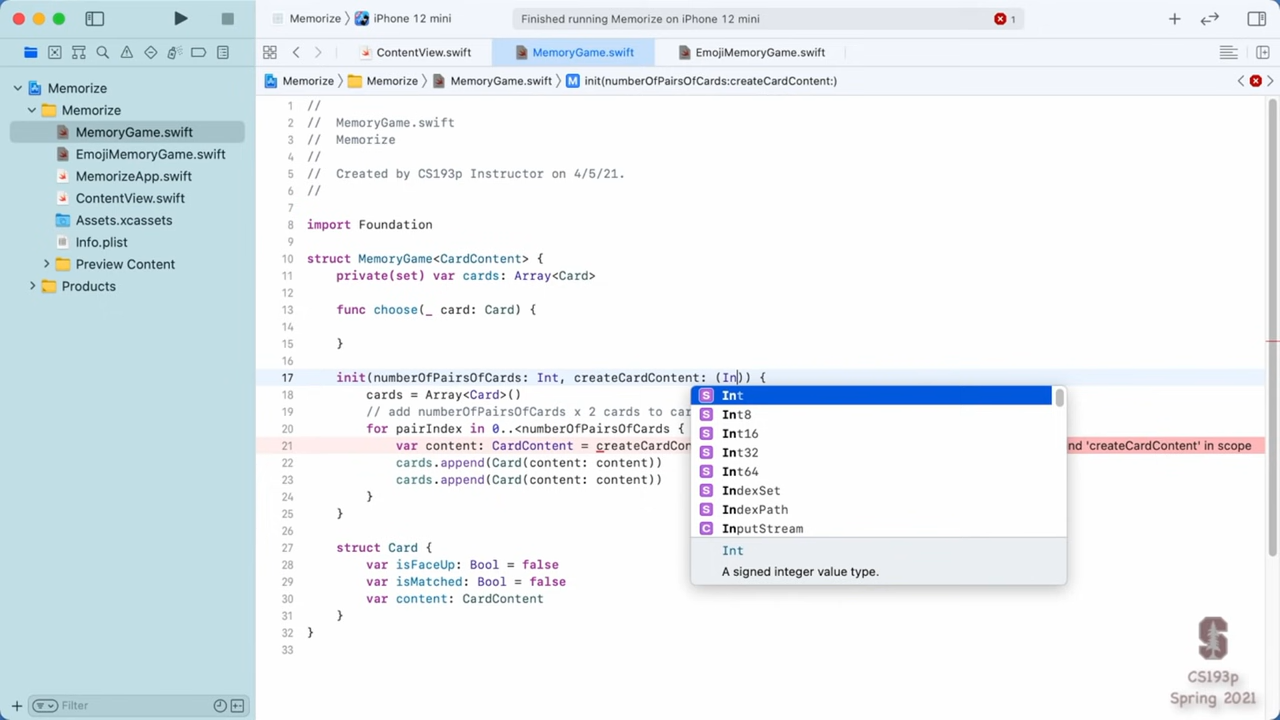 Memorize
iPhone 12 mini
Finished running Memorize on iPhone 12 mini
1
ContentView.swift
MemoryGame.swift
EmojiMemoryGame.swift
Memorize
Memorize
MemoryGame.swift
M
init(numberOfPairsOfCards:createCardContent:)
Memorize
Memorize
MemoryGame.swift
EmojiMemoryGame.swift
MemorizeApp.swift
ContentView.swift
Assets.xcassets
Info.plist
Preview Content
Products
Filter
1 //
2 //  MemoryGame.swift
3 //  Memorize
4 //
5 //  Created by CS193p Instructor on 4/5/21.
6 //
7
8 import Foundation
9
10 struct MemoryGame<CardContent> {
11     private(set) var cards: Array<Card>
12
13     func choose(_ card: Card) {
14
15     }
16
17     init(numberOfPairsOfCards: Int, createCardContent: (In)) {
18         cards = Array<Card>()
19         // add numberOfPairsOfCards x 2 cards to car
20         for pairIndex in 0..<numberOfPairsOfCards {
21             var content: CardContent = createCardCon nd 'createCardContent' in scope
22             cards.append(Card(content: content))
23             cards.append(Card(content: content))
24         }
25     }
26
27     struct Card {
28         var isFaceUp: Bool = false
29         var isMatched: Bool = false
30         var content: CardContent
31     }
32 }
33
S Int
S Int8
S Int16
S Int32
S Int64
S IndexSet
S IndexPath
C InputStream
Int
A signed integer value type.
CS193p
Spring 2021